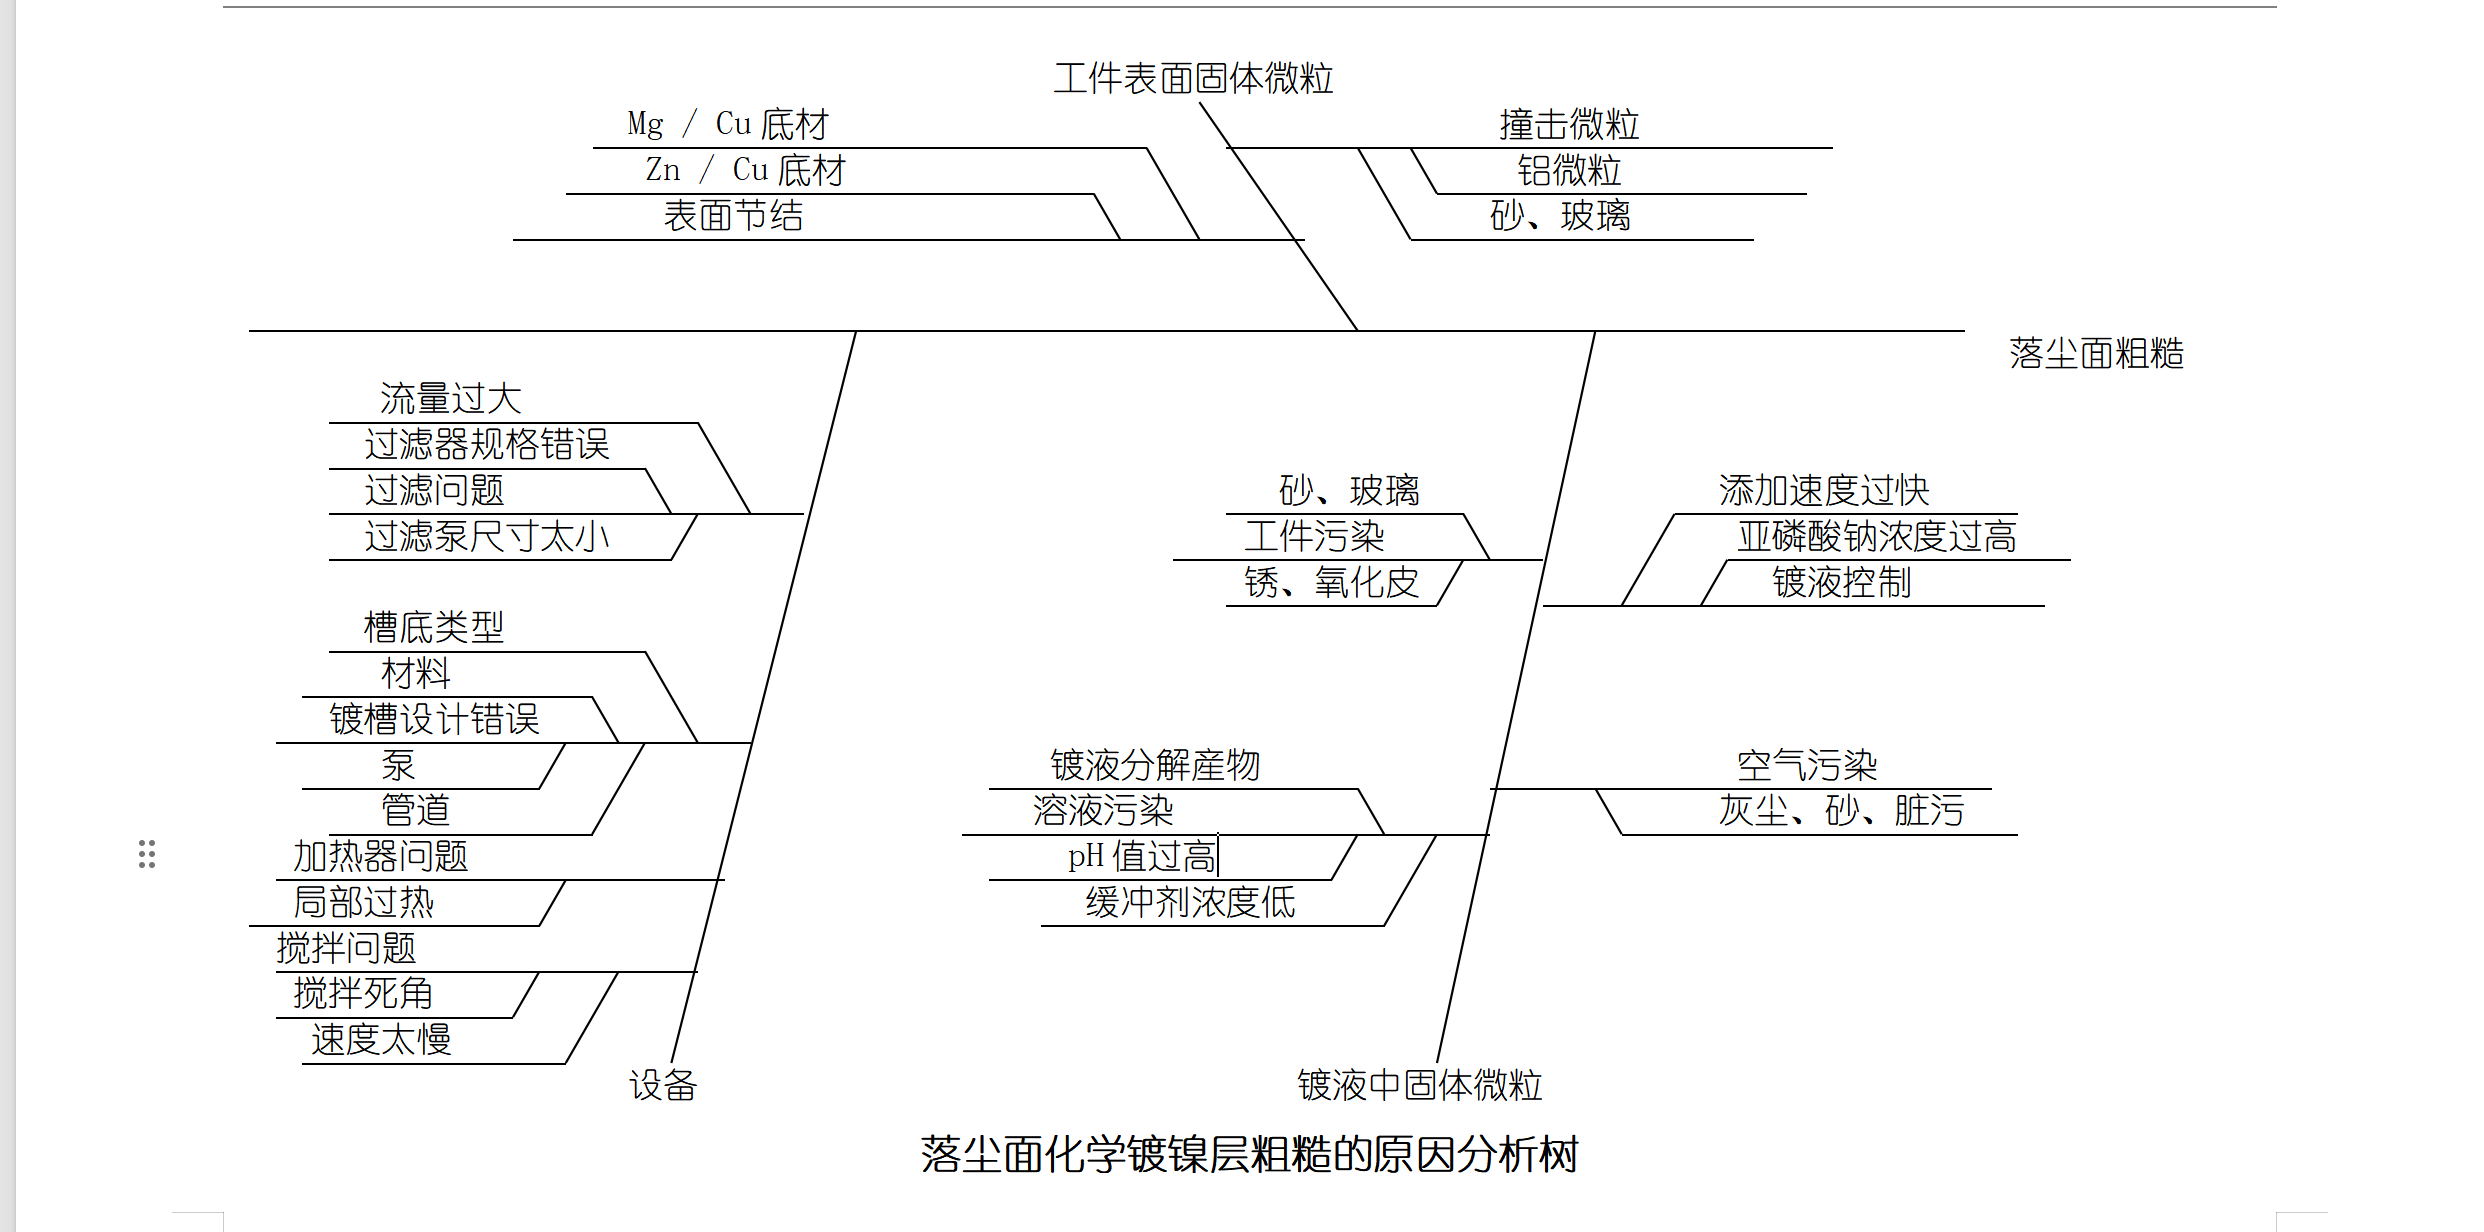 工件表面固体微粒
Mg / Cu 底材
撞击微粒
Zn / Cu 底材
铝微粒
表面节结
砂、玻璃
落尘面粗糙
流量过大
过滤器规格错误
过滤问题
砂、玻璃
添加速度过快
过滤泵尺寸太小
工件污染
亚磷酸钠浓度过高
锈、氧化皮
镀液控制
槽底类型
材料
镀槽设计错误
泵
镀液分解産物
空气污染
管道
溶液污染
灰尘、砂、脏污
加热器问题
pH 值过高
局部过热
缓冲剂浓度低
搅拌问题
搅拌死角
速度太慢
设备
镀液中固体微粒
落尘面化学镀镍层粗糙的原因分析树